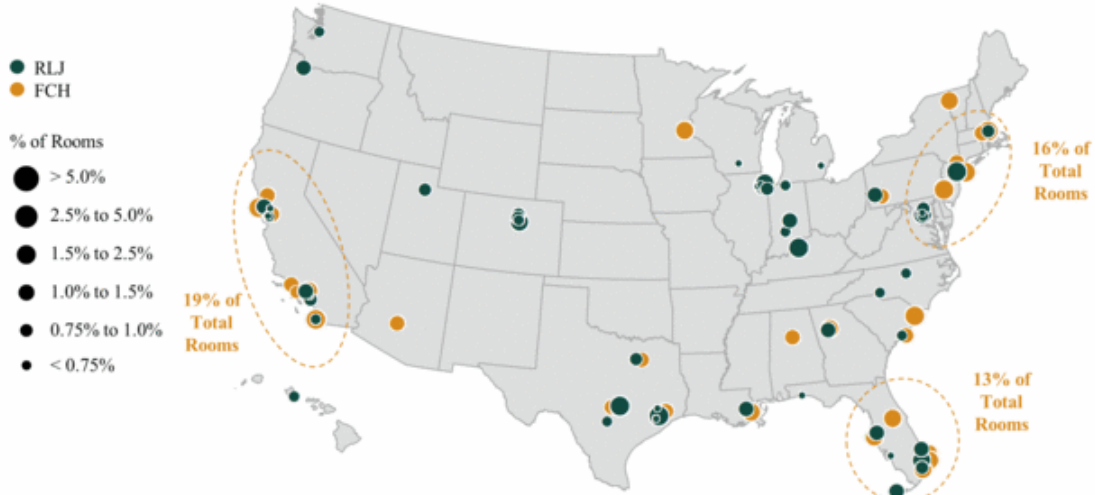 RLJ
FCH
% of Rooms
> 5.0%
2.5% to 5.0%
1.5% to 2.5%
1.0% to 1.5%
0.75% to 1.0%
< 0.75%
19% of
Total
Rooms
16% of
Total
Rooms
13% of
Total
Rooms